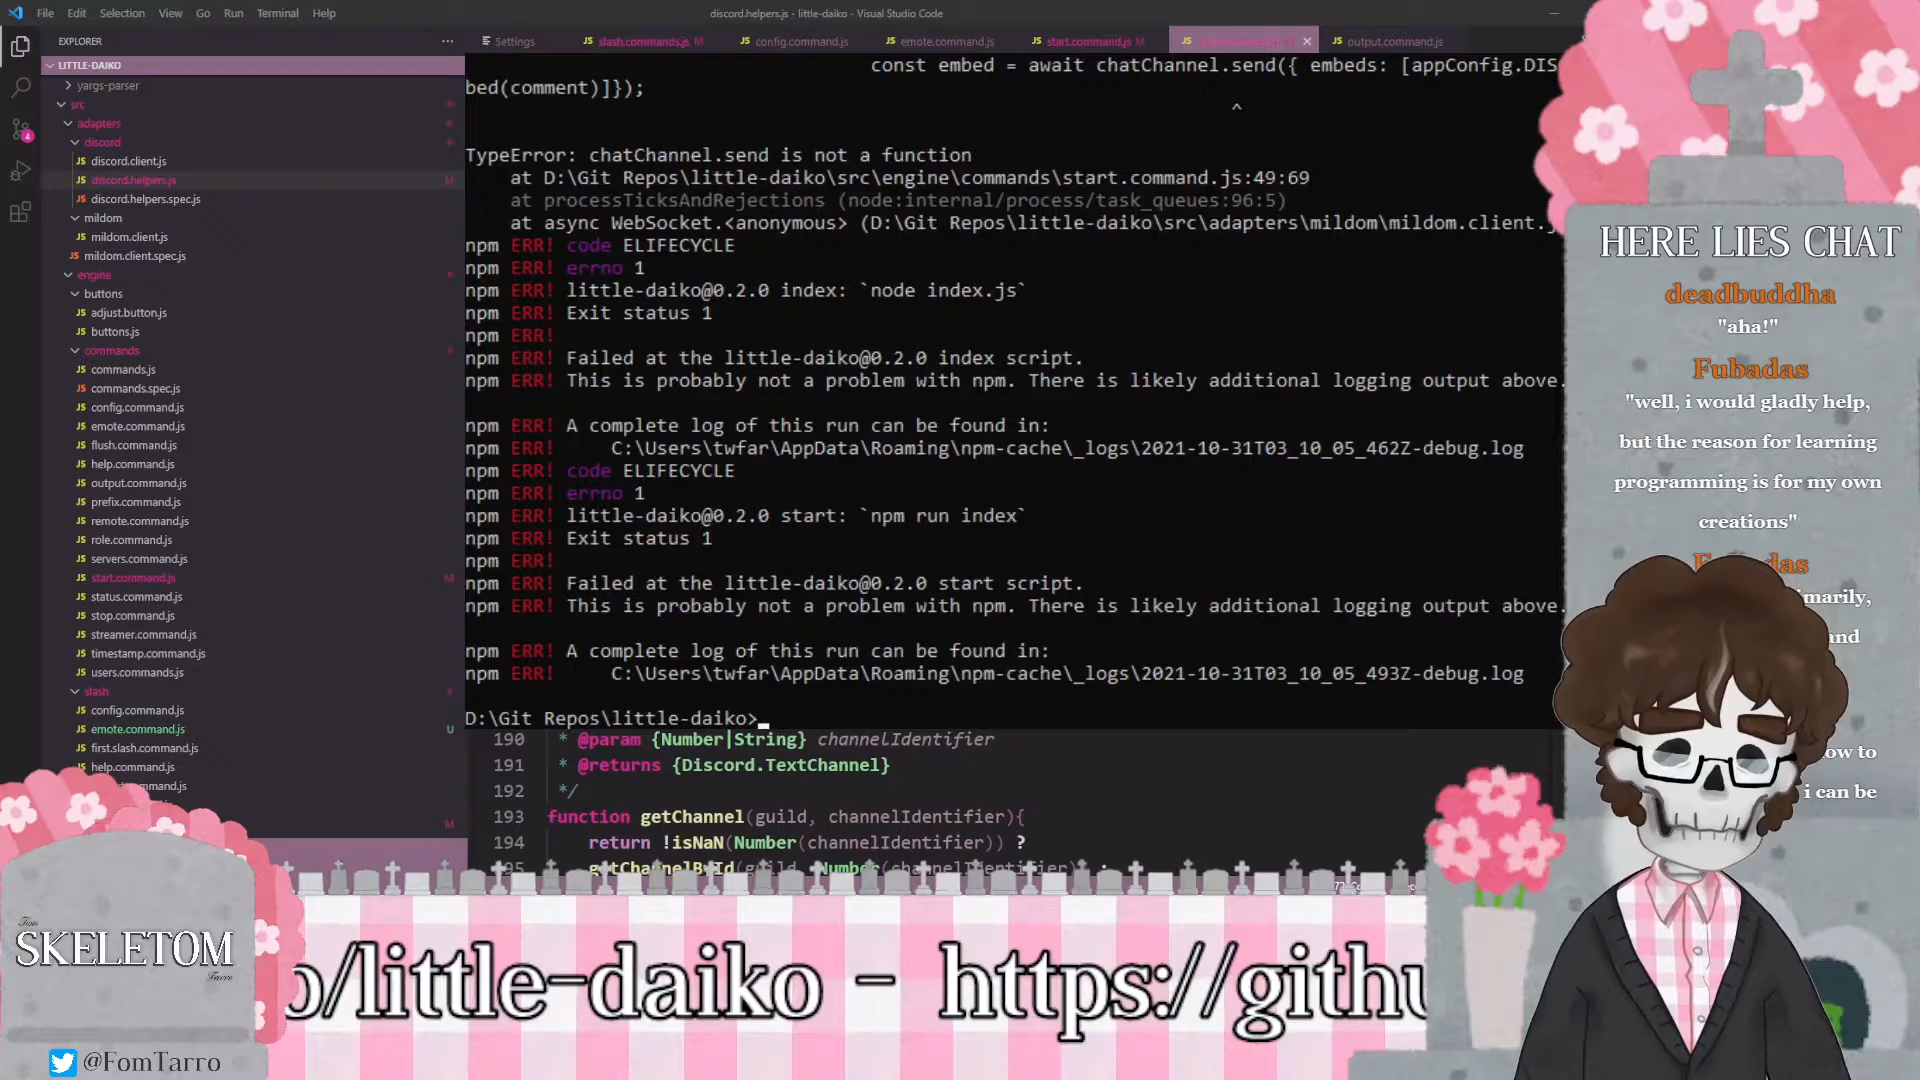 File Edit Selection View Go Run Terminal Help
discord.helpers.js - little-daiko - Visual Studio Code
EXPLORER
Settings
slash.commands.js M
config.command.js
emote.command.js
start.command.js M
output.command.js
LITTLE-DAIKO
yargs-parser
src
adapters
discord
discord.client.js
discord.helpers.js M
discord.helpers.spec.js
mildom
mildom.client.js
mildom.client.spec.js
engine
buttons
adjust.button.js
buttons.js
commands
commands.js
commands.spec.js
config.command.js
emote.command.js
flush.command.js
help.command.js
output.command.js
prefix.command.js
remote.command.js
role.command.js
servers.command.js
start.command.js M
status.command.js
stop.command.js
streamer.command.js
timestamp.command.js
users.command.js
slash
config.command.js
emote.command.js U
first.slash.command.js
help.command.js
M
const embed = await chatChannel.send({ embeds: [appConfig.DIS
bed(comment)]});
^
TypeError: chatChannel.send is not a function
at D:\Git Repos\little-daiko\src\engine\commands\start.command.js:49:69
at processTicksAndRejections (node:internal/process/task_queues:96:5)
at async WebSocket.<anonymous> (D:\Git Repos\little-daiko\src\adapters\mildom\mildom.client.j
npm ERR! code ELIFECYCLE
npm ERR! errno 1
npm ERR! little-daiko@0.2.0 index: `node index.js`
npm ERR! Exit status 1
npm ERR!
npm ERR! Failed at the little-daiko@0.2.0 index script.
npm ERR! This is probably not a problem with npm. There is likely additional logging output above.
npm ERR! A complete log of this run can be found in:
npm ERR! C:\Users\twfar\AppData\Roaming\npm-cache\_logs\2021-10-31T03_10_05_462Z-debug.log
npm ERR! code ELIFECYCLE
npm ERR! errno 1
npm ERR! little-daiko@0.2.0 start: `npm run index`
npm ERR! Exit status 1
npm ERR!
npm ERR! Failed at the little-daiko@0.2.0 start script.
npm ERR! This is probably not a problem with npm. There is likely additional logging output above.
npm ERR! A complete log of this run can be found in:
npm ERR! C:\Users\twfar\AppData\Roaming\npm-cache\_logs\2021-10-31T03_10_05_493Z-debug.log
D:\Git Repos\little-daiko>_
190 * @param {Number|String} channelIdentifier
191 * @returns {Discord.TextChannel}
192 */
193 function getChannel(guild, channelIdentifier){
194 return !isNaN(Number(channelIdentifier)) ?
195 getChannelById(guild, Number(channelIdentifier) :
HERE LIES CHAT
deadbuddha
"aha!"
Fubadas
"well, i would gladly help,
but the reason for learning
programming is for my own
creations"
i can be
Tom
SKELETOM
Tarro
o/little-daiko - https://githu
@FomTarro